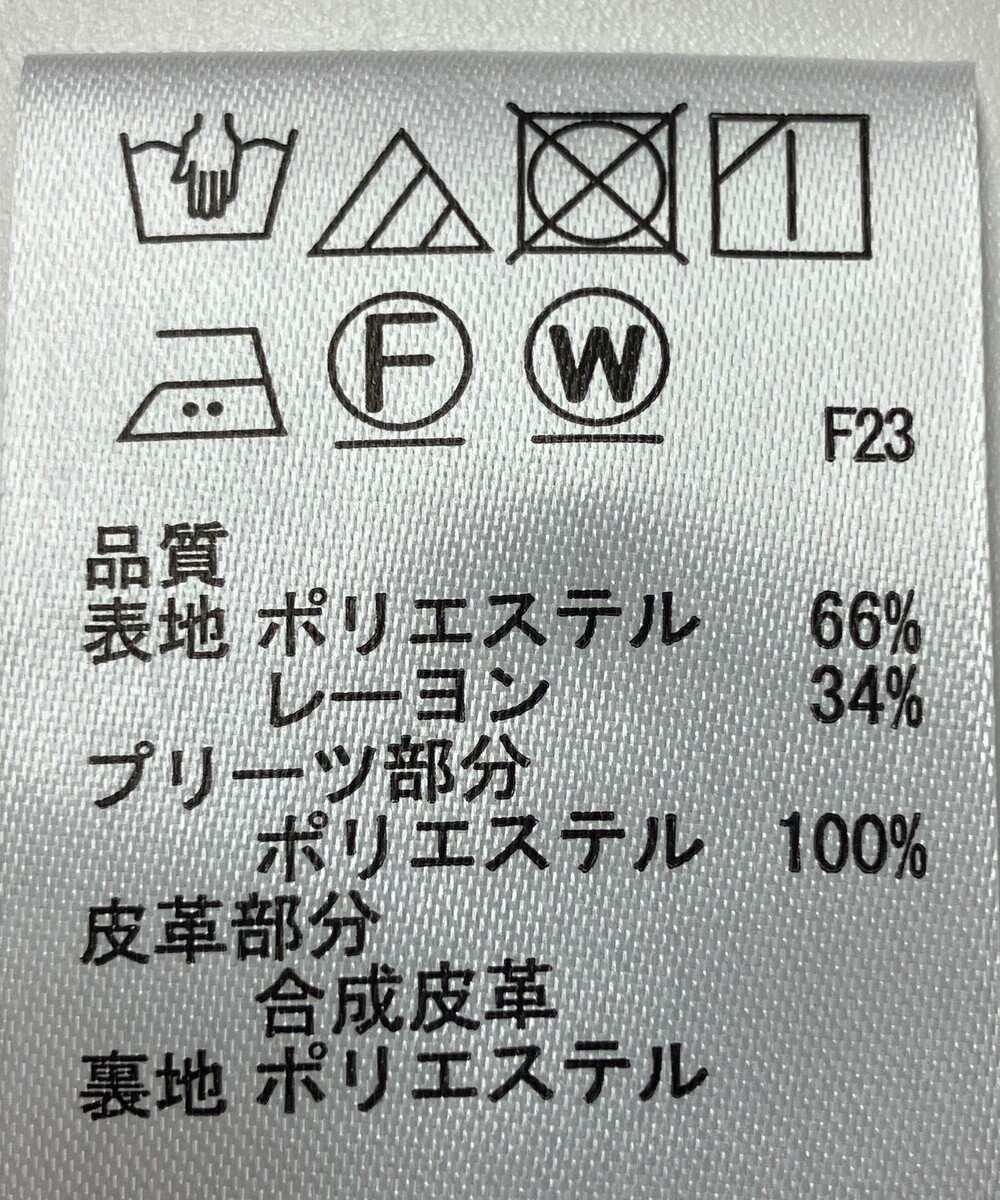 F W
F23
品質
表地 ポリエステル 66%
レーヨン 34%
プリーツ部分
ポリエステル 100%
皮革部分
合成皮革
裏地 ポリエステル